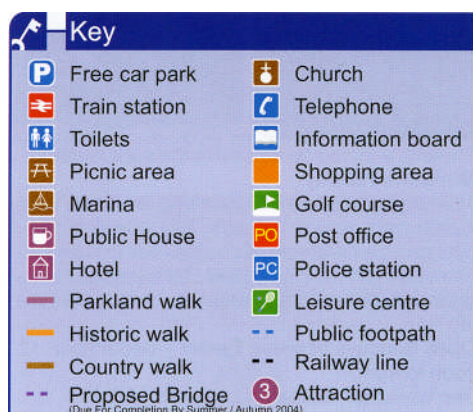 Key
P Free car park
Train station
Toilets
Picnic area
Marina
Public House
Hotel
Parkland walk
Historic walk
Country walk
Proposed Bridge
(Due For Completion By Summer / Autumn 2004)
Church
Telephone
Information board
Shopping area
Golf course
PO Post office
PC Police station
Leisure centre
Public footpath
Railway line
3 Attraction